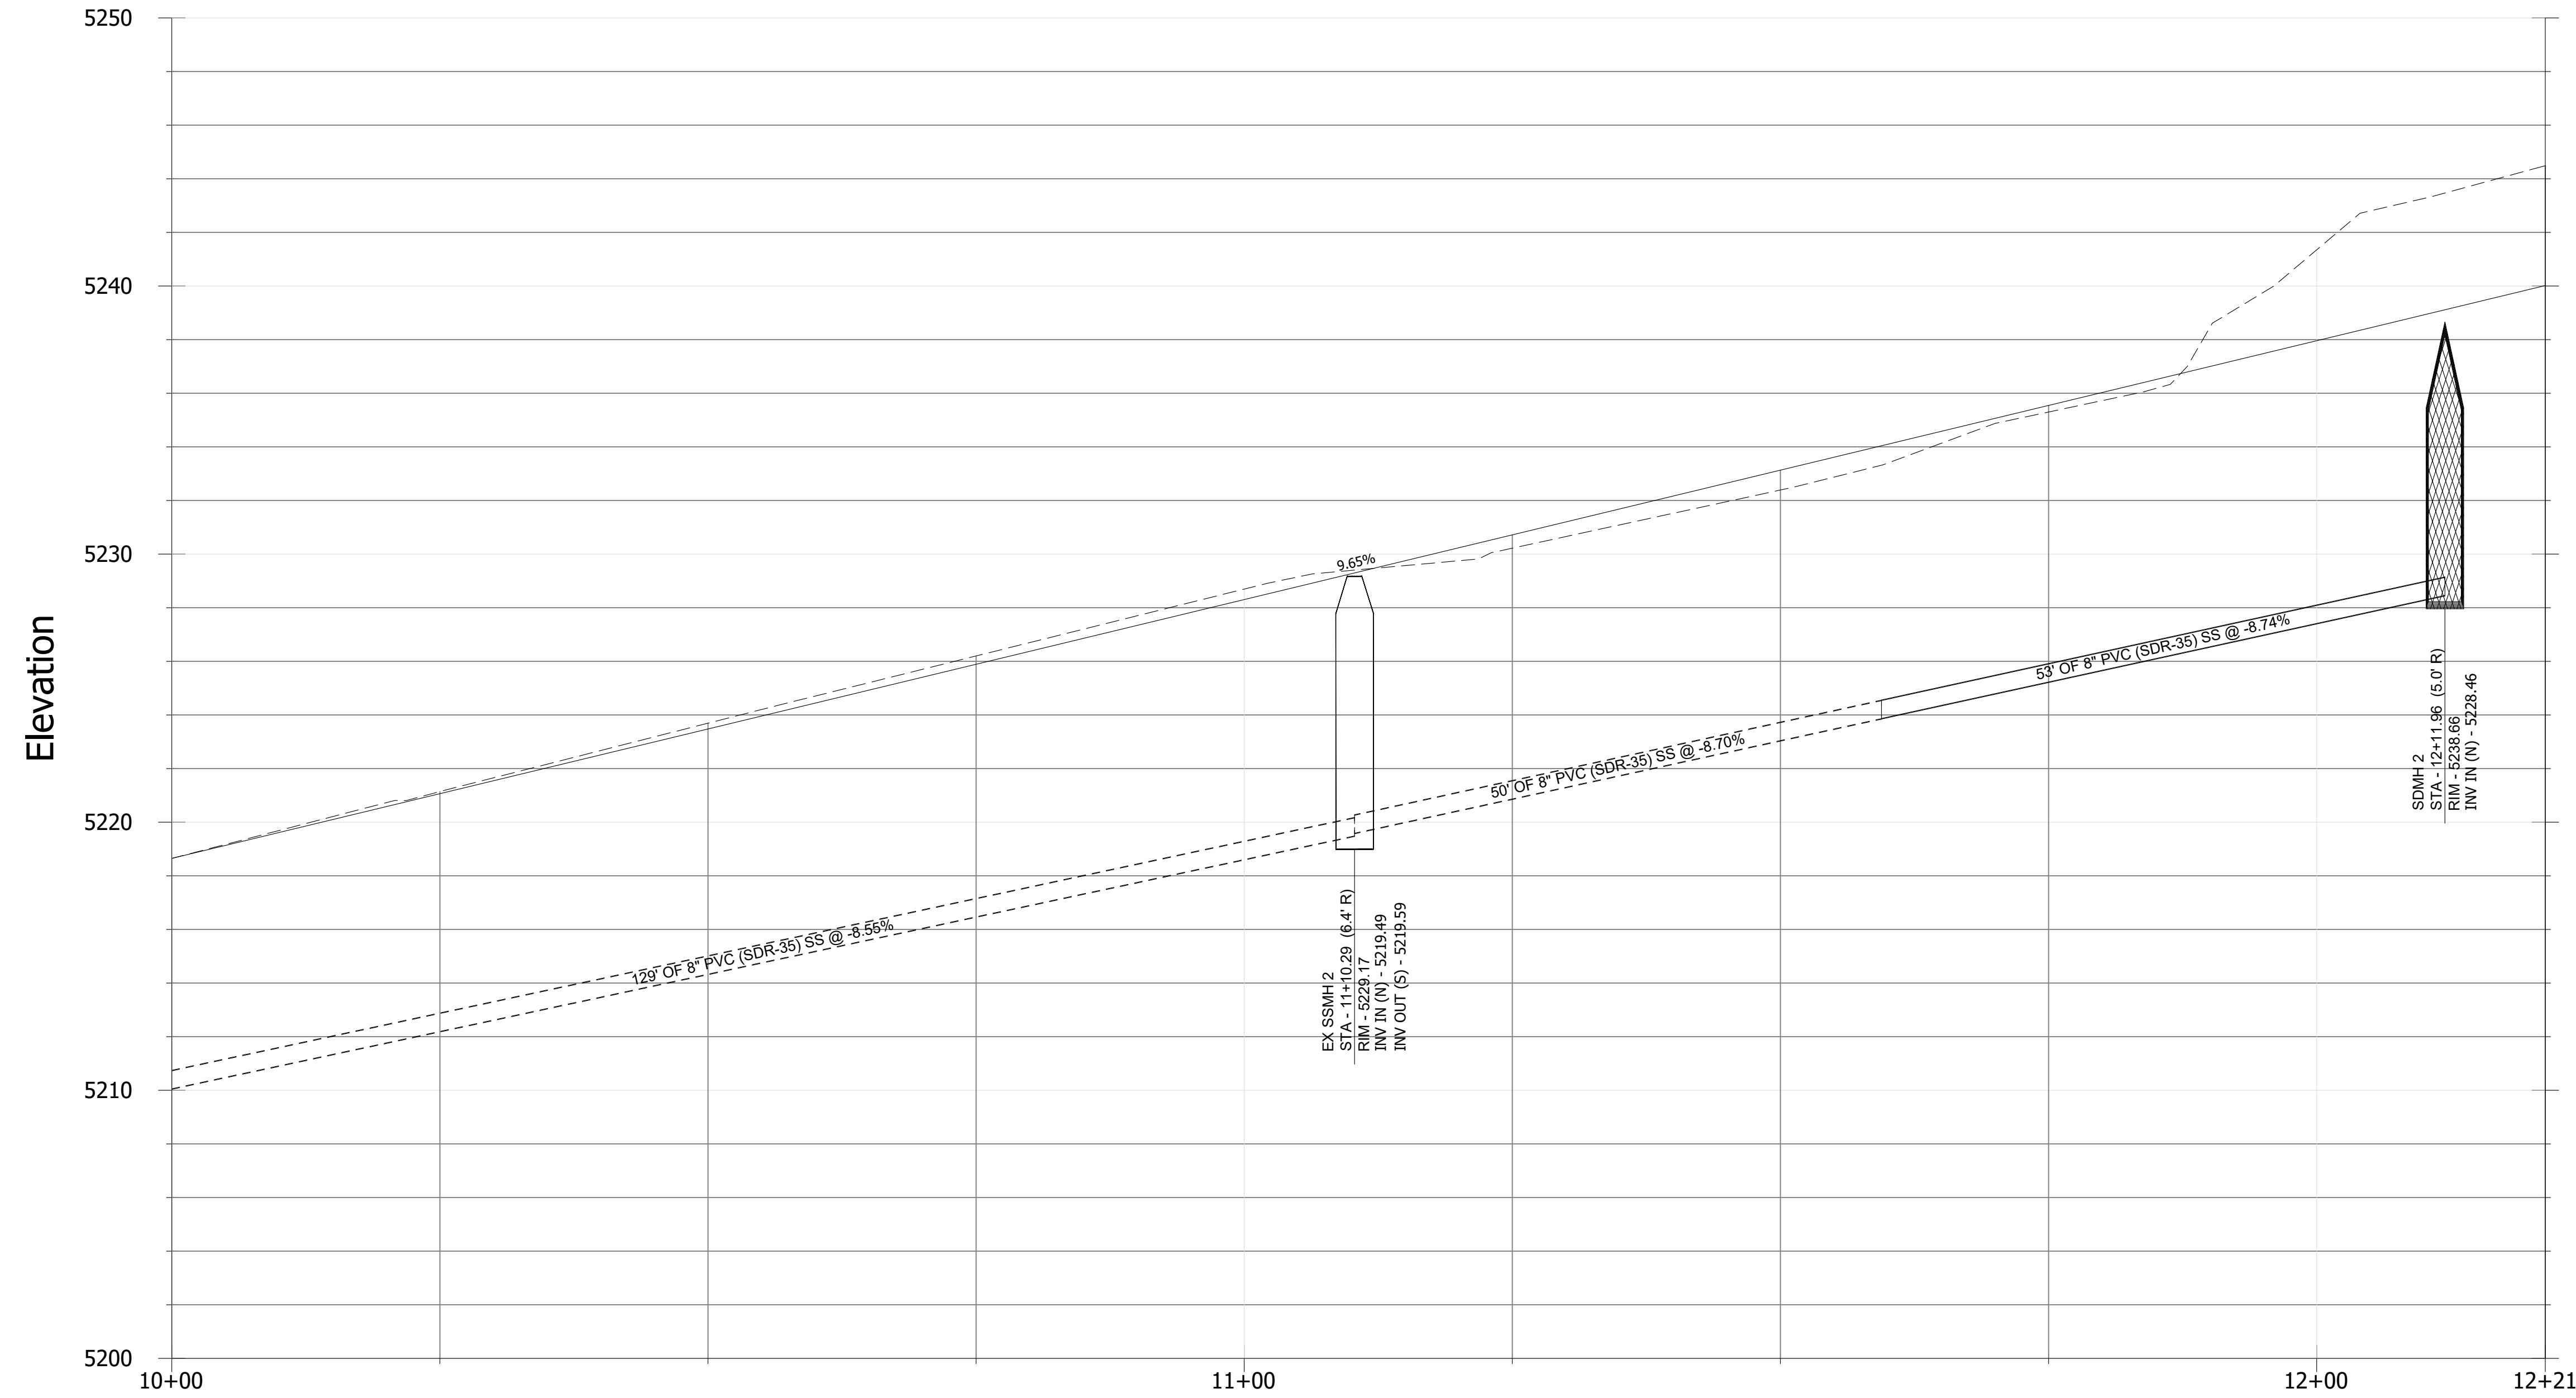 5250
5240
5230
5220
5210
5200
Elevation
9.65%
129' OF 8" PVC (SDR-35) SS @ -8.55%
50' OF 8" PVC (SDR-35) SS @ -8.70%
53' OF 8" PVC (SDR-35) SS @ -8.74%
EX SSMH 2
STA - 11+10.29 (6.4' R)
RIM - 5229.17
INV IN (N) - 5219.49
INV OUT (S) - 5219.59
SDMH 2
STA - 12+11.96 (5.0' R)
RIM - 5238.66
INV IN (N) - 5228.46
10+00
11+00
12+00
12+21